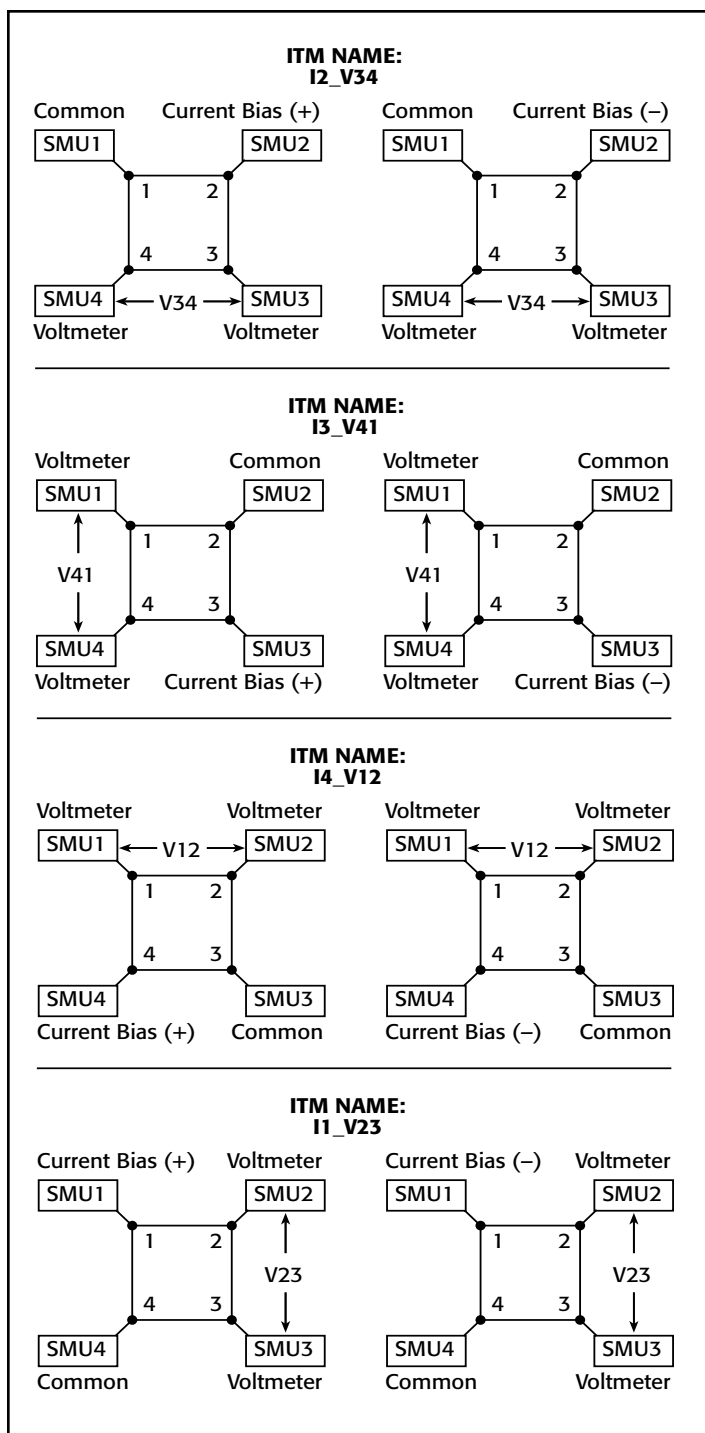 ITM NAME:
I2_V34
Common Current Bias (+) Common Current Bias (–)
SMU1 SMU2 SMU1 SMU2
1 2 1 2
4 3 4 3
SMU4 V34 SMU3 SMU4 V34 SMU3
Voltmeter Voltmeter Voltmeter Voltmeter
ITM NAME:
I3_V41
Voltmeter Common Voltmeter Common
SMU1 SMU2 SMU1 SMU2
1 2 1 2
V41 V41
4 3 4 3
SMU4 SMU3 SMU4 SMU3
Voltmeter Current Bias (+) Voltmeter Current Bias (–)
ITM NAME:
I4_V12
Voltmeter Voltmeter Voltmeter Voltmeter
SMU1 V12 SMU2 SMU1 V12 SMU2
1 2 1 2
4 3 4 3
SMU4 SMU3 SMU4 SMU3
Current Bias (+) Common Current Bias (–) Common
ITM NAME:
I1_V23
Current Bias (+) Voltmeter Current Bias (–) Voltmeter
SMU1 SMU2 SMU1 SMU2
1 2 1 2
V23 V23
4 3 4 3
SMU4 SMU3 SMU4 SMU3
Common Voltmeter Common Voltmeter